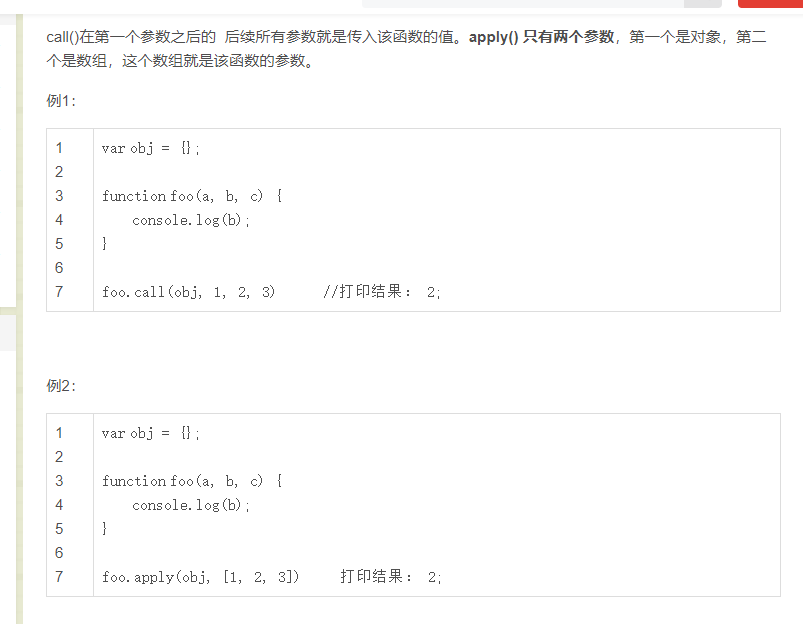 call()在第一个参数之后的 后续所有参数就是传入该函数的值。apply() 只有两个参数，第一个是对象，第二
个是数组，这个数组就是该函数的参数。
例1：
1 var obj = {};
2
3 function foo(a, b, c) {
4 console.log(b);
5 }
6
7 foo.call(obj, 1, 2, 3) //打印结果： 2;
例2：
1 var obj = {};
2
3 function foo(a, b, c) {
4 console.log(b);
5 }
6
7 foo.apply(obj, [1, 2, 3]) 打印结果： 2;